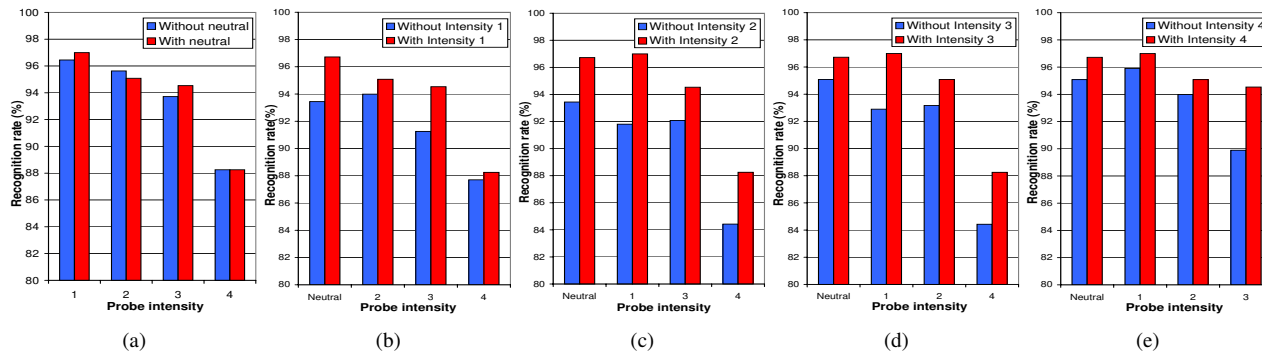 100
98
96
94
92
90
88
86
84
82
80
Recognition rate (%)
Without neutral
With neutral
1 2 3 4
Probe intensity
(a)
100
98
96
94
92
90
88
86
84
82
80
Recognition rate(%)
Without Intensity 1
With Intensity 1
Neutral 2 3 4
Probe intensity
(b)
100
98
96
94
92
90
88
86
84
82
80
Recognition rate (%)
Without Intensity 2
With Intensity 2
Neutral 1 3 4
Probe intensity
(c)
100
98
96
94
92
90
88
86
84
82
80
Recognition rate (%)
Without Intensity 3
With Intensity 3
Neutral 1 2 4
Probe intensity
(d)
100
98
96
94
92
90
88
86
84
82
80
Recognition rate (%)
Without Intensity 4
With Intensity 4
Neutral 1 2 3
Probe intensity
(e)